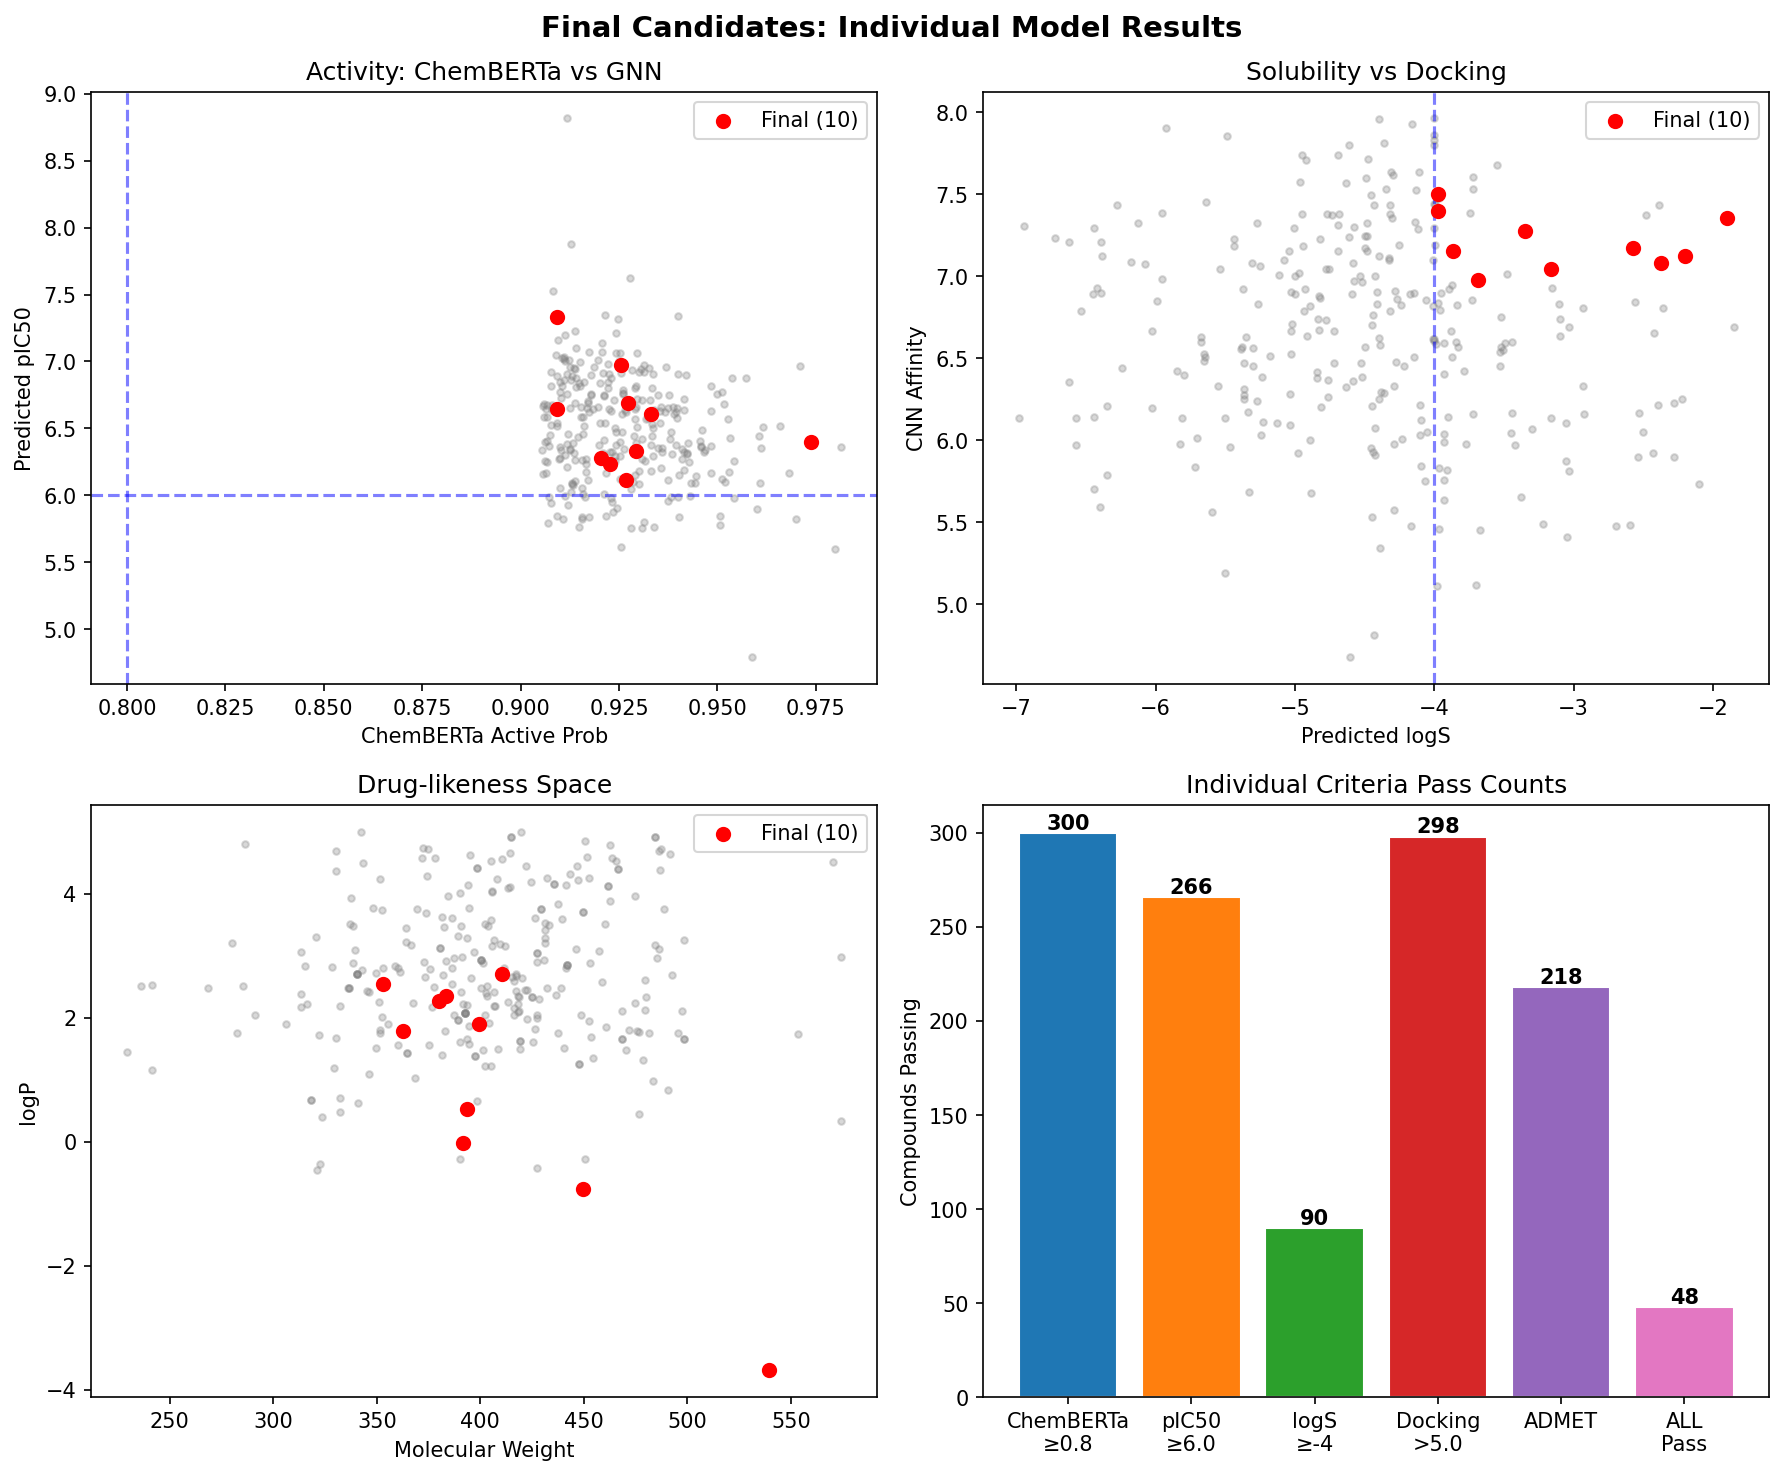 Final Candidates: Individual Model Results
Activity: ChemBERTa vs GNN
Final (10)
9.0
8.5
8.0
7.5
7.0
6.5
6.0
5.5
5.0
Predicted pIC50
0.800 0.825 0.850 0.875 0.900 0.925 0.950 0.975
ChemBERTa Active Prob
Solubility vs Docking
Final (10)
8.0
7.5
7.0
6.5
6.0
5.5
5.0
CNN Affinity
−7 −6 −5 −4 −3 −2
Predicted logS
Drug-likeness Space
Final (10)
4
2
0
−2
−4
logP
250 300 350 400 450 500 550
Molecular Weight
Individual Criteria Pass Counts
300
250
200
150
100
50
0
Compounds Passing
300
266
90
298
218
48
ChemBERTa
≥0.8
pIC50
≥6.0
logS
≥-4
Docking
>5.0
ADMET
ALL
Pass